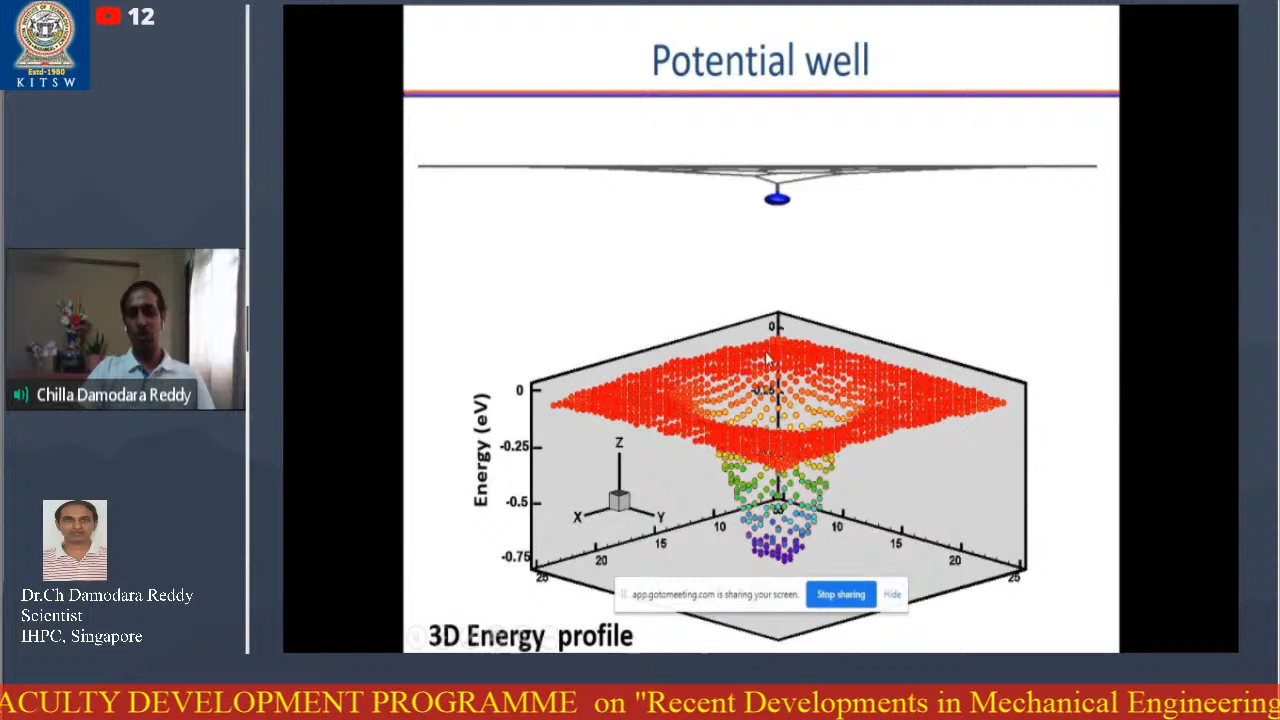 12
Estd-1980
KITSW
Potential well
Chilla Damodara Reddy
Dr.Ch Damodara Reddy
Scientist
IHPC, Singapore
Energy (eV)
0
-0.25
-0.5
-0.75
0
Z
X
Y
25
20
15
10
10
15
20
25
app.gotomeeting.com is sharing your screen.
Stop sharing
Hide
3D Energy profile
ACULTY DEVELOPMENT PROGRAMME on "Recent Developments in Mechanical Engineering